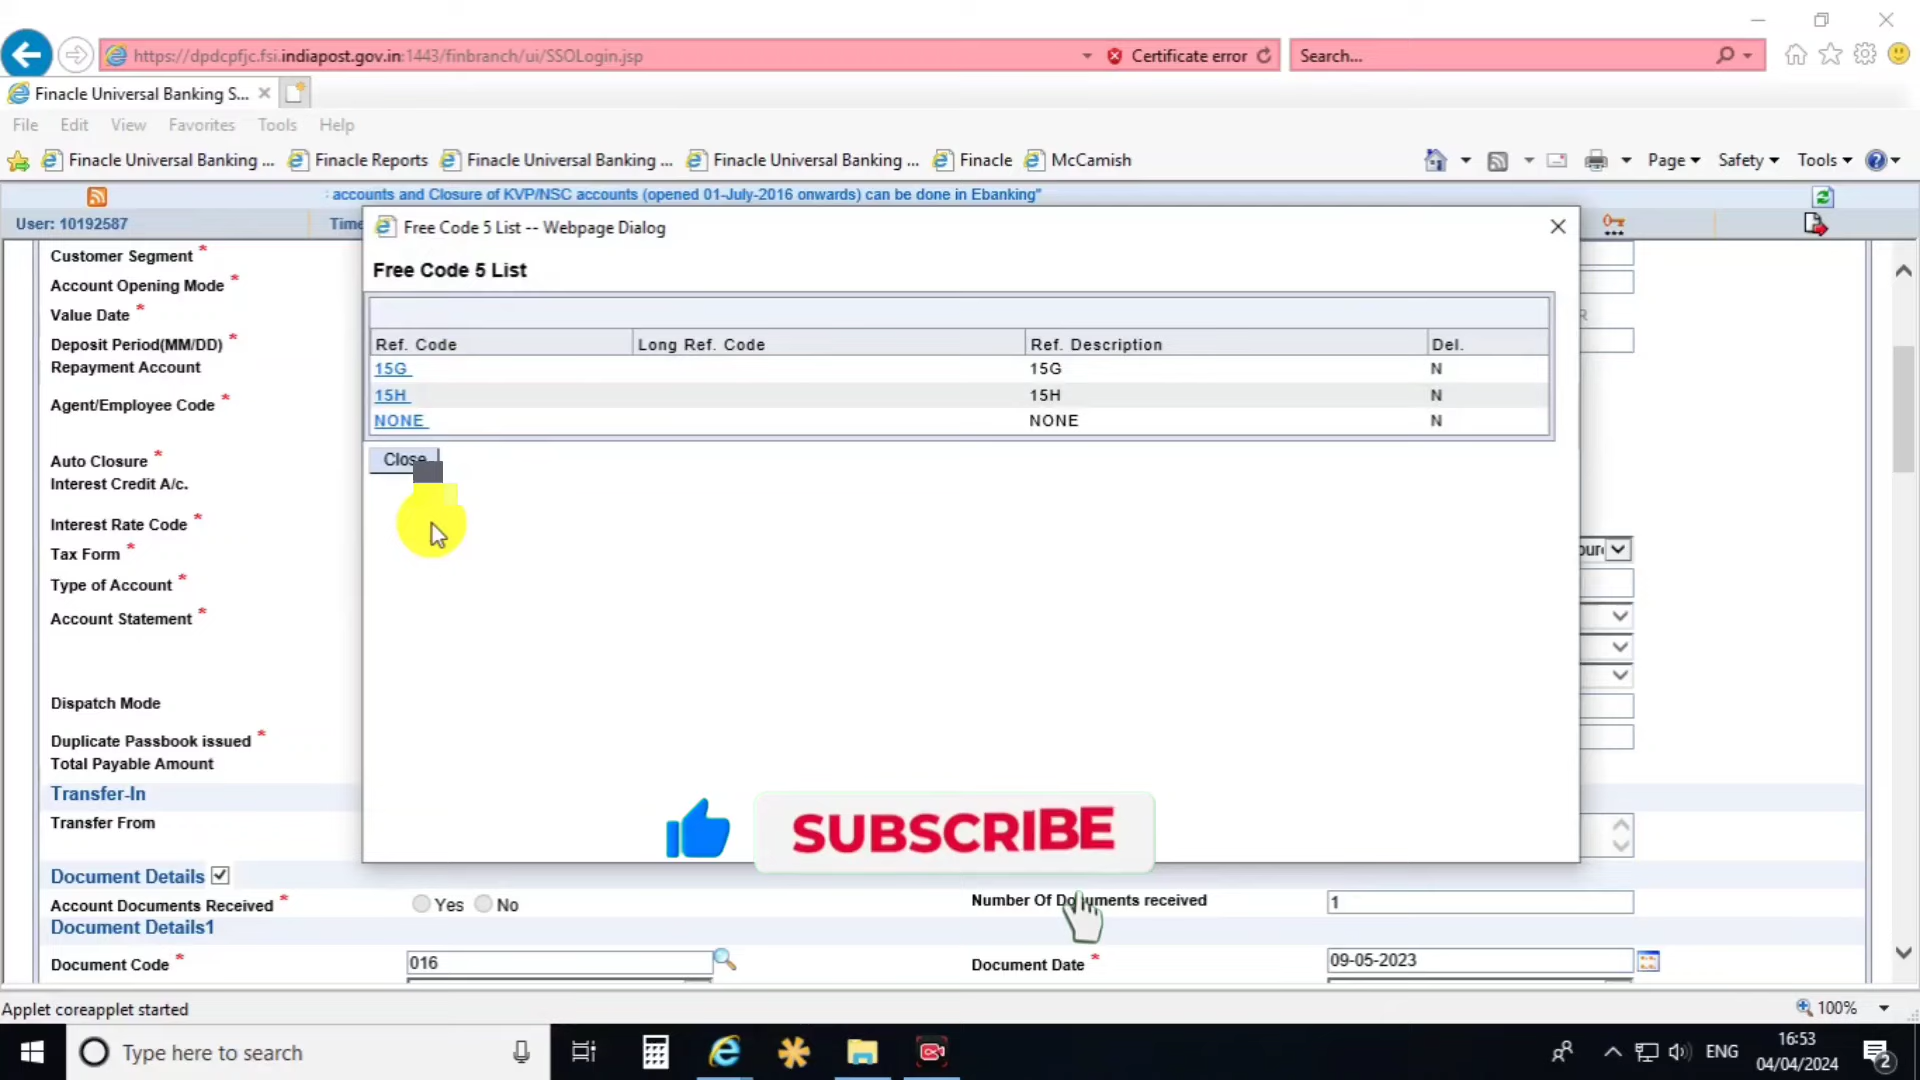 https://dpdcpfjc.fsi.indiapost.gov.in:1443/finbranch/ui/SSOLogin.jsp
Certificate error
Search...
Finacle Universal Banking S...
File Edit View Favorites Tools Help
Finacle Universal Banking ...
Finacle Reports
Finacle Universal Banking ...
Finacle Universal Banking ...
Finacle
McCamish
Page
Safety
Tools
accounts and Closure of KVP/NSC accounts (opened 01-July-2016 onwards) can be done in Ebanking"
User: 10192587
Time
Free Code 5 List -- Webpage Dialog
Free Code 5 List
Ref. Code Long Ref. Code Ref. Description Del.
15G 15G N
15H 15H N
NONE NONE N
Close
Customer Segment *
Account Opening Mode *
Value Date *
Deposit Period(MM/DD) *
Repayment Account
Agent/Employee Code *
Auto Closure *
Interest Credit A/c.
Interest Rate Code *
Tax Form *
Type of Account *
Account Statement *
Dispatch Mode
Duplicate Passbook issued *
Total Payable Amount
Transfer-In
Transfer From
SUBSCRIBE
Document Details
Account Documents Received * Yes No
Number Of Documents received 1
Document Details1
Document Code * 016
Document Date * 09-05-2023
Applet coreapplet started
100%
Type here to search
ENG
16:53
04/04/2024
2